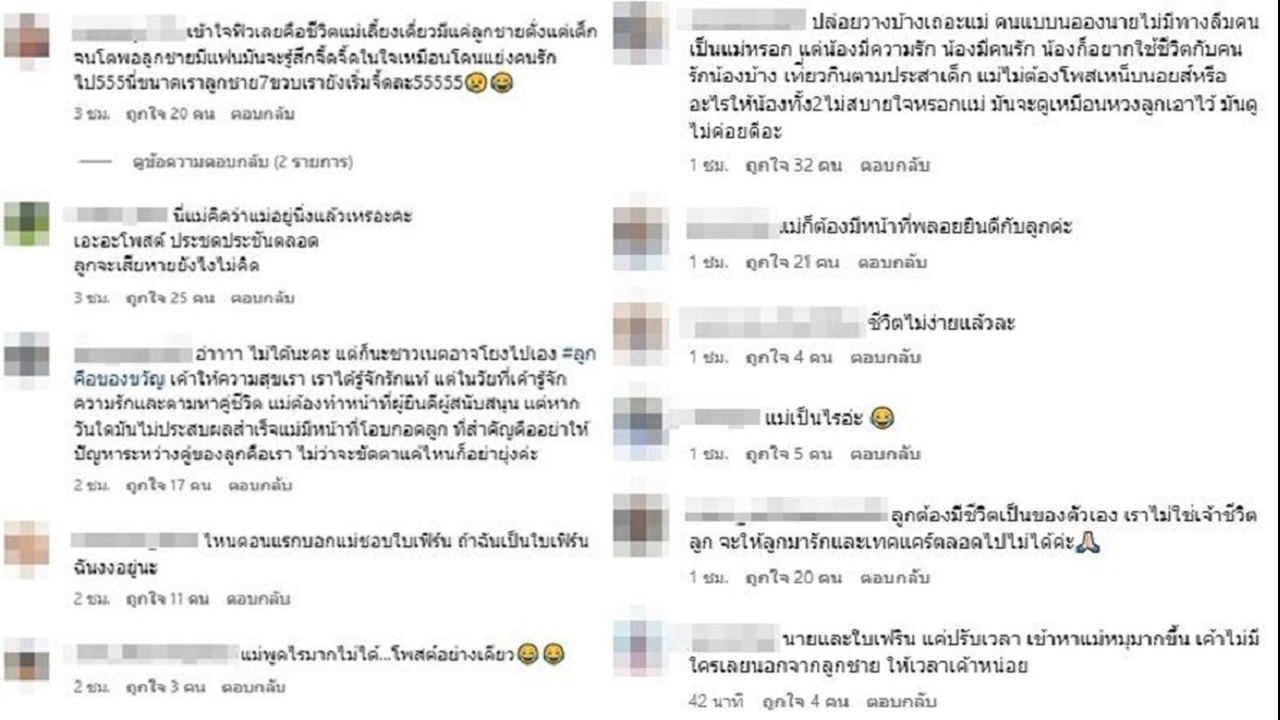 เข้าใจฟิวเลยคือชีวิตแม่เลี้ยงเดี่ยวมีแค่ลูกชายตั้งแต่เด็ก
จนโตพอลูกชายมีแฟนมันจะรู้สึกจี๊ดจี๊ดในใจเหมือนโดนแย่งคนรัก
ไป555นี่ขนาดเราลูกชาย7ขวบเรายังเริ่มจี๊ดละ55555😢😂
3 ชม. ถูกใจ 20 คน ตอบกลับ
ดูข้อความตอบกลับ (2 รายการ)
นี่แม่คิดว่าแม่อยู่นิ่งแล้วเหรอะคะ
เอะอะโพสต์ ประชดประชันตลอด
ลูกจะเสียหายยังไงไม่คิด
3 ชม. ถูกใจ 25 คน ตอบกลับ
อ๋าาาา ไม่ได้นะคะ แต่ก็นะชาวเนตอาจโยงไปเอง #ลูก
คือของขวัญ เค้าให้ความสุขเรา เราได้รู้จักรักแท้ แต่ในวัยที่เค้ารู้จัก
ความรักและตามหาคู่ชีวิต แม่ต้องทำหน้าที่ผู้ยินดีผู้สนับสนุน แต่หาก
วันใดมันไม่ประสบผลสำเร็จแม่มีหน้าที่โอบกอดลูก ที่สำคัญคืออย่าให้
ปัญหาระหว่างคู่ของลูกคือเรา ไม่ว่าจะขัดตาแค่ไหนก็อย่ายุ่งค่ะ
2 ชม. ถูกใจ 17 คน ตอบกลับ
ไหนตอนแรกบอกแม่ชอบใบเฟิร์น ถ้าฉันเป็นใบเฟิร์น
ฉันงงอยู่นะ
2 ชม. ถูกใจ 11 คน ตอบกลับ
แม่พูดไรมากไม่ได้...โพสต์อย่างเดียว😂😂
2 ชม. ถูกใจ 3 คน ตอบกลับ
ปล่อยวางบ้างเถอะแม่ คนแบบนอองนายไม่มีทางลืมคน
เป็นแม่หรอก แต่น้องมีความรัก น้องมีคนรัก น้องก็อยากใช้ชีวิตกับคน
รักน้องบ้าง เที่ยวกินตามประสาเด็ก แม่ไม่ต้องโพสเหน็บนอยส์หรือ
อะไรให้น้องทั้ง2ไม่สบายใจหรอกแม่ มันจะดูเหมือนหวงลูกเอาไว้ มันดู
ไม่ค่อยดีอะ
1 ชม. ถูกใจ 32 คน ตอบกลับ
แม่ก็ต้องมีหน้าที่พลอยยินดีกับลูกค่ะ
1 ชม. ถูกใจ 21 คน ตอบกลับ
ชีวิตไม่ง่ายแล้วละ
1 ชม. ถูกใจ 4 คน ตอบกลับ
แม่เป็นไรอ่ะ 😂
1 ชม. ถูกใจ 5 คน ตอบกลับ
ลูกต้องมีชีวิตเป็นของตัวเอง เราไม่ใช่เจ้าชีวิต
ลูก จะให้ลูกมารักและเทคแคร์ตลอดไปไม่ได้ค่ะ🙏🏻
1 ชม. ถูกใจ 20 คน ตอบกลับ
นายและใบเฟริน แค่ปรับเวลา เข้าหาแม่หมูมากขึ้น เค้าไม่มี
ใครเลยนอกจากลูกชาย ให้เวลาเค้าหน่อย
42 นาที ถูกใจ 4 คน ตอบกลับ